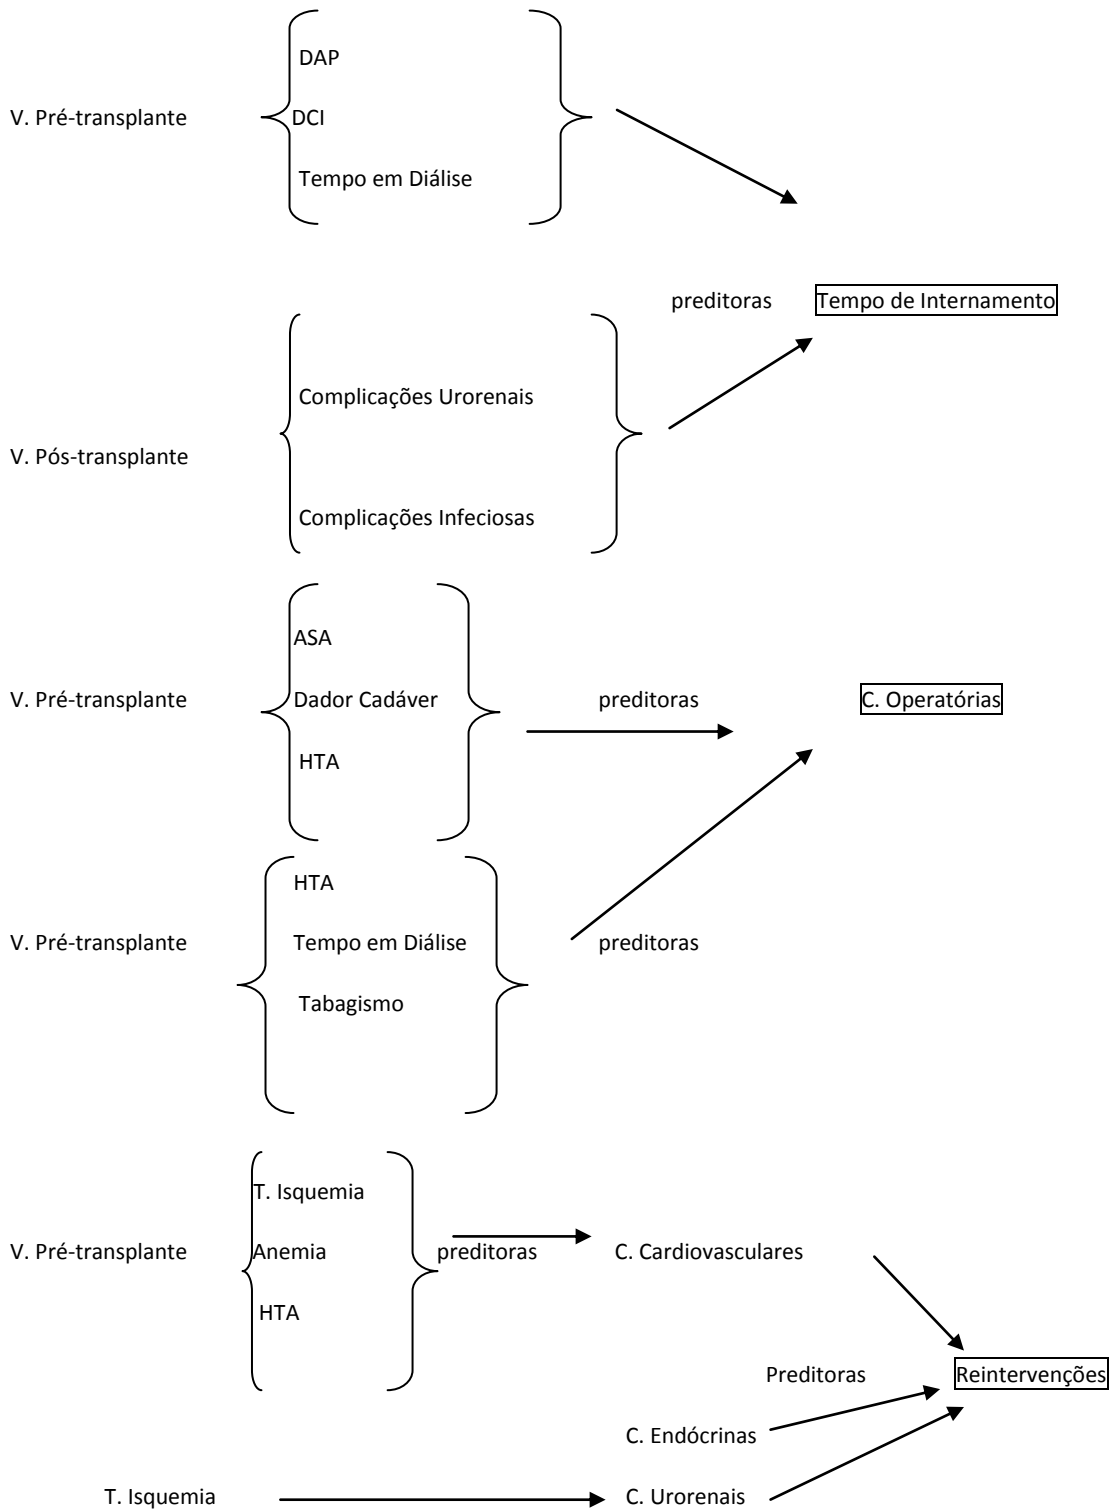 DAP
V. Pré-transplante DCI
Tempo em Diálise
preditoras Tempo de Internamento
Complicações Urorenais
V. Pós-transplante
Complicações Infeciosas
ASA
V. Pré-transplante Dador Cadáver preditoras C. Operatórias
HTA
HTA
V. Pré-transplante Tempo em Diálise preditoras
Tabagismo
T. Isquemia
V. Pré-transplante Anemia preditoras C. Cardiovasculares
HTA
Preditoras Reintervenções
C. Endócrinas
T. Isquemia C. Urorenais